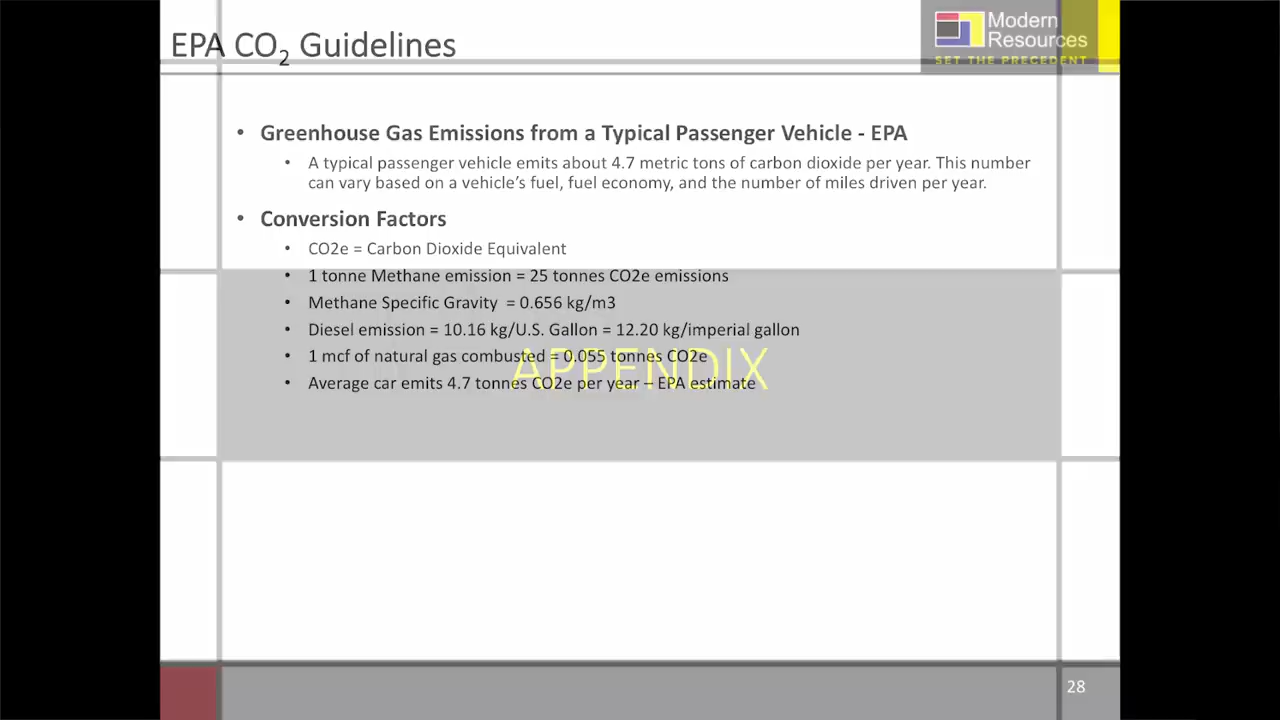 EPA CO₂ Guidelines
Modern
Resources
SET THE PRECEDENT
• Greenhouse Gas Emissions from a Typical Passenger Vehicle - EPA
• A typical passenger vehicle emits about 4.7 metric tons of carbon dioxide per year. This number
can vary based on a vehicle’s fuel, fuel economy, and the number of miles driven per year.
• Conversion Factors
• CO2e = Carbon Dioxide Equivalent
• 1 tonne Methane emission = 25 tonnes CO2e emissions
• Methane Specific Gravity = 0.656 kg/m3
• Diesel emission = 10.16 kg/U.S. Gallon = 12.20 kg/imperial gallon
• 1 mcf of natural gas combusted = 0.055 tonnes CO2e
APPENDIX
• Average car emits 4.7 tonnes CO2e per year – EPA estimate
28